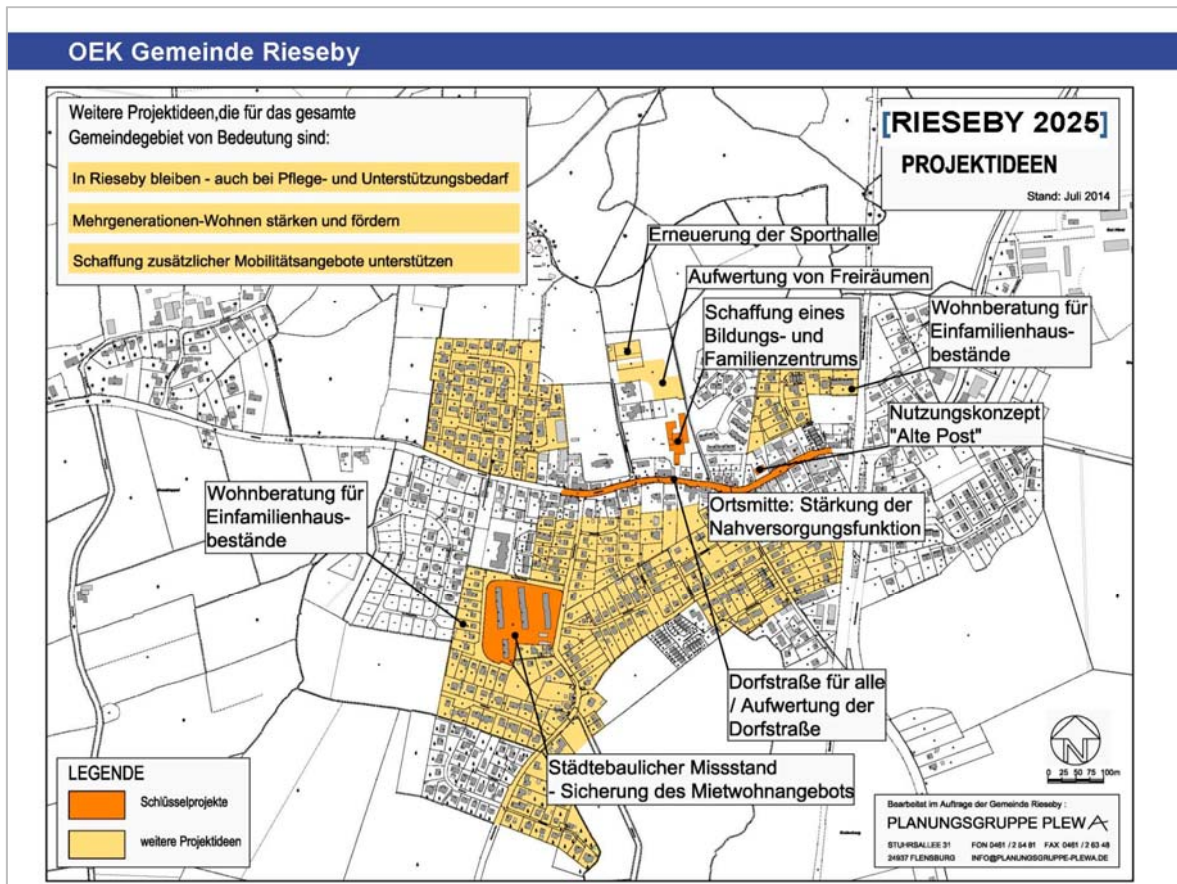 OEK Gemeinde Rieseby
Weitere Projektideen,die für das gesamte
Gemeindegebiet von Bedeutung sind:
In Rieseby bleiben - auch bei Pflege- und Unterstützungsbedarf
Mehrgenerationen-Wohnen stärken und fördern
Schaffung zusätzlicher Mobilitätsangebote unterstützen
[RIESEBY 2025]
PROJEKTIDEEN
Stand: Juli 2014
Erneuerung der Sporthalle
Aufwertung von Freiräumen
Schaffung eines
Bildungs- und
Familienzentrums
Wohnberatung für
Einfamilienhaus-
bestände
Nutzungskonzept
"Alte Post"
Wohnberatung für
Einfamilienhaus-
bestände
Ortsmitte: Stärkung der
Nahversorgungsfunktion
Dorfstraße für alle
/ Aufwertung der
Dorfstraße
Städtebaulicher Missstand
- Sicherung des Mietwohnangebots
LEGENDE
Schlüsselprojekte
weitere Projektideen
N
0 25 50 75 100m
Bearbeitet im Auftrage der Gemeinde Rieseby :
PLANUNGSGRUPPE PLEWA
STUHRSALLEE 31 FON 0461 / 2 54 81 FAX 0461 / 2 63 48
24937 FLENSBURG INFO@PLANUNGSGRUPPE-PLEWA.DE